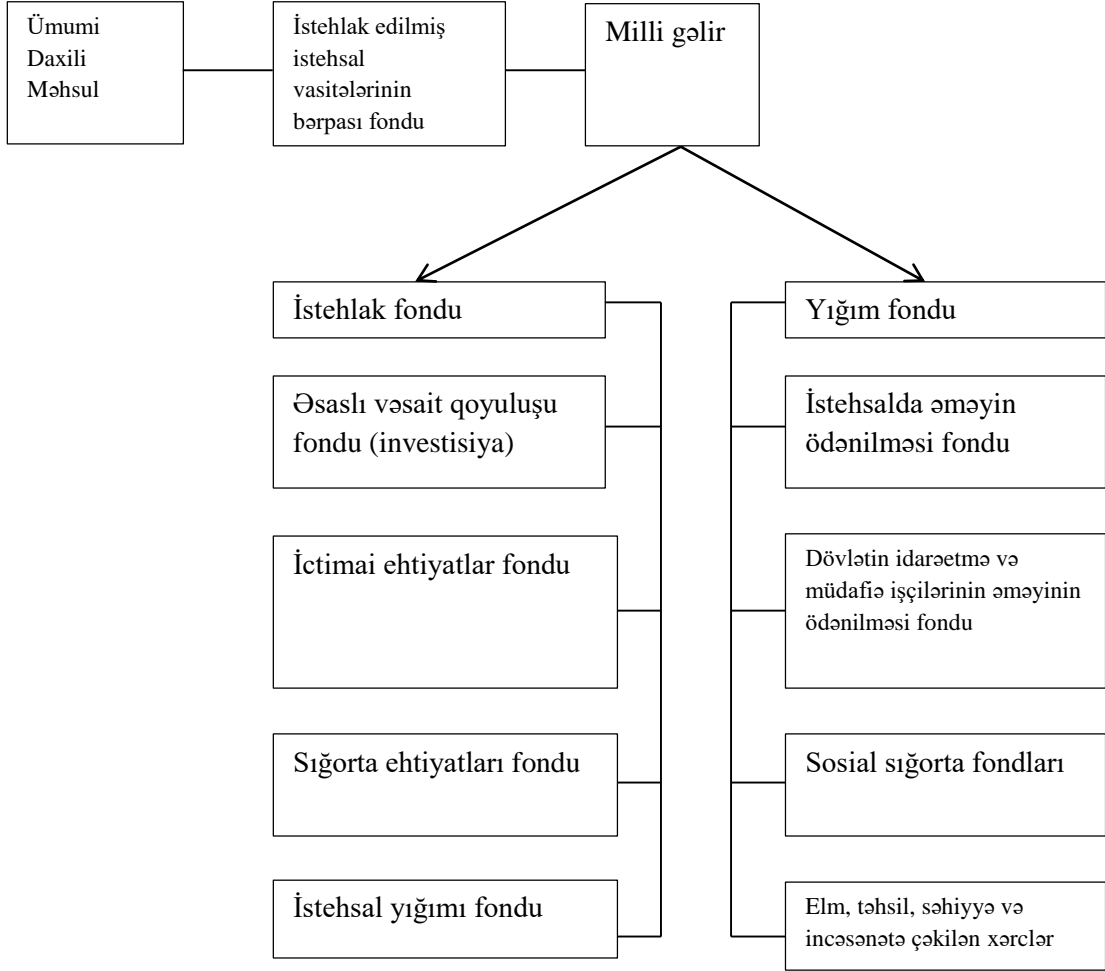 Ümumi
Daxili
Məhsul
İstehlak edilmiş
istehsal
vasitələrinin
bərpası fondu
Milli gəlir
İstehlak fondu
Əsaslı vəsait qoyuluşu
fondu (investisiya)
İctimai ehtiyatlar fondu
Sığorta ehtiyatları fondu
İstehsal yığımı fondu
Yığım fondu
İstehsalda əməyin
ödənilməsi fondu
Dövlətin idarəetmə və
müdafiə işçilərinin əməyinin
ödənilməsi fondu
Sosial sığorta fondları
Elm, təhsil, səhiyyə və
incəsənətə çəkilən xərclər